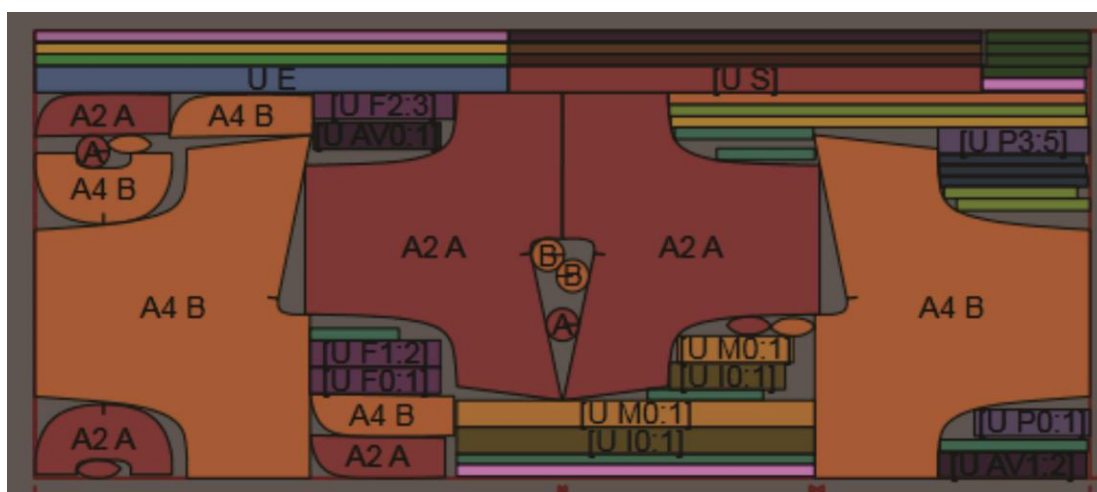 U E
[U S]
A2 A
A4 B
[U F2:3]
[U AV0:1]
[U P3:5]
A
A4 B
A2 A
A2 A
B
B
A4 B
A4 B
A
[U F1:2]
[U M0:1]
[U F0:1]
[U I0:1]
A4 B
[U M0:1]
[U P0:1]
A2 A
[U I0:1]
A2 A
[U AV1:2]